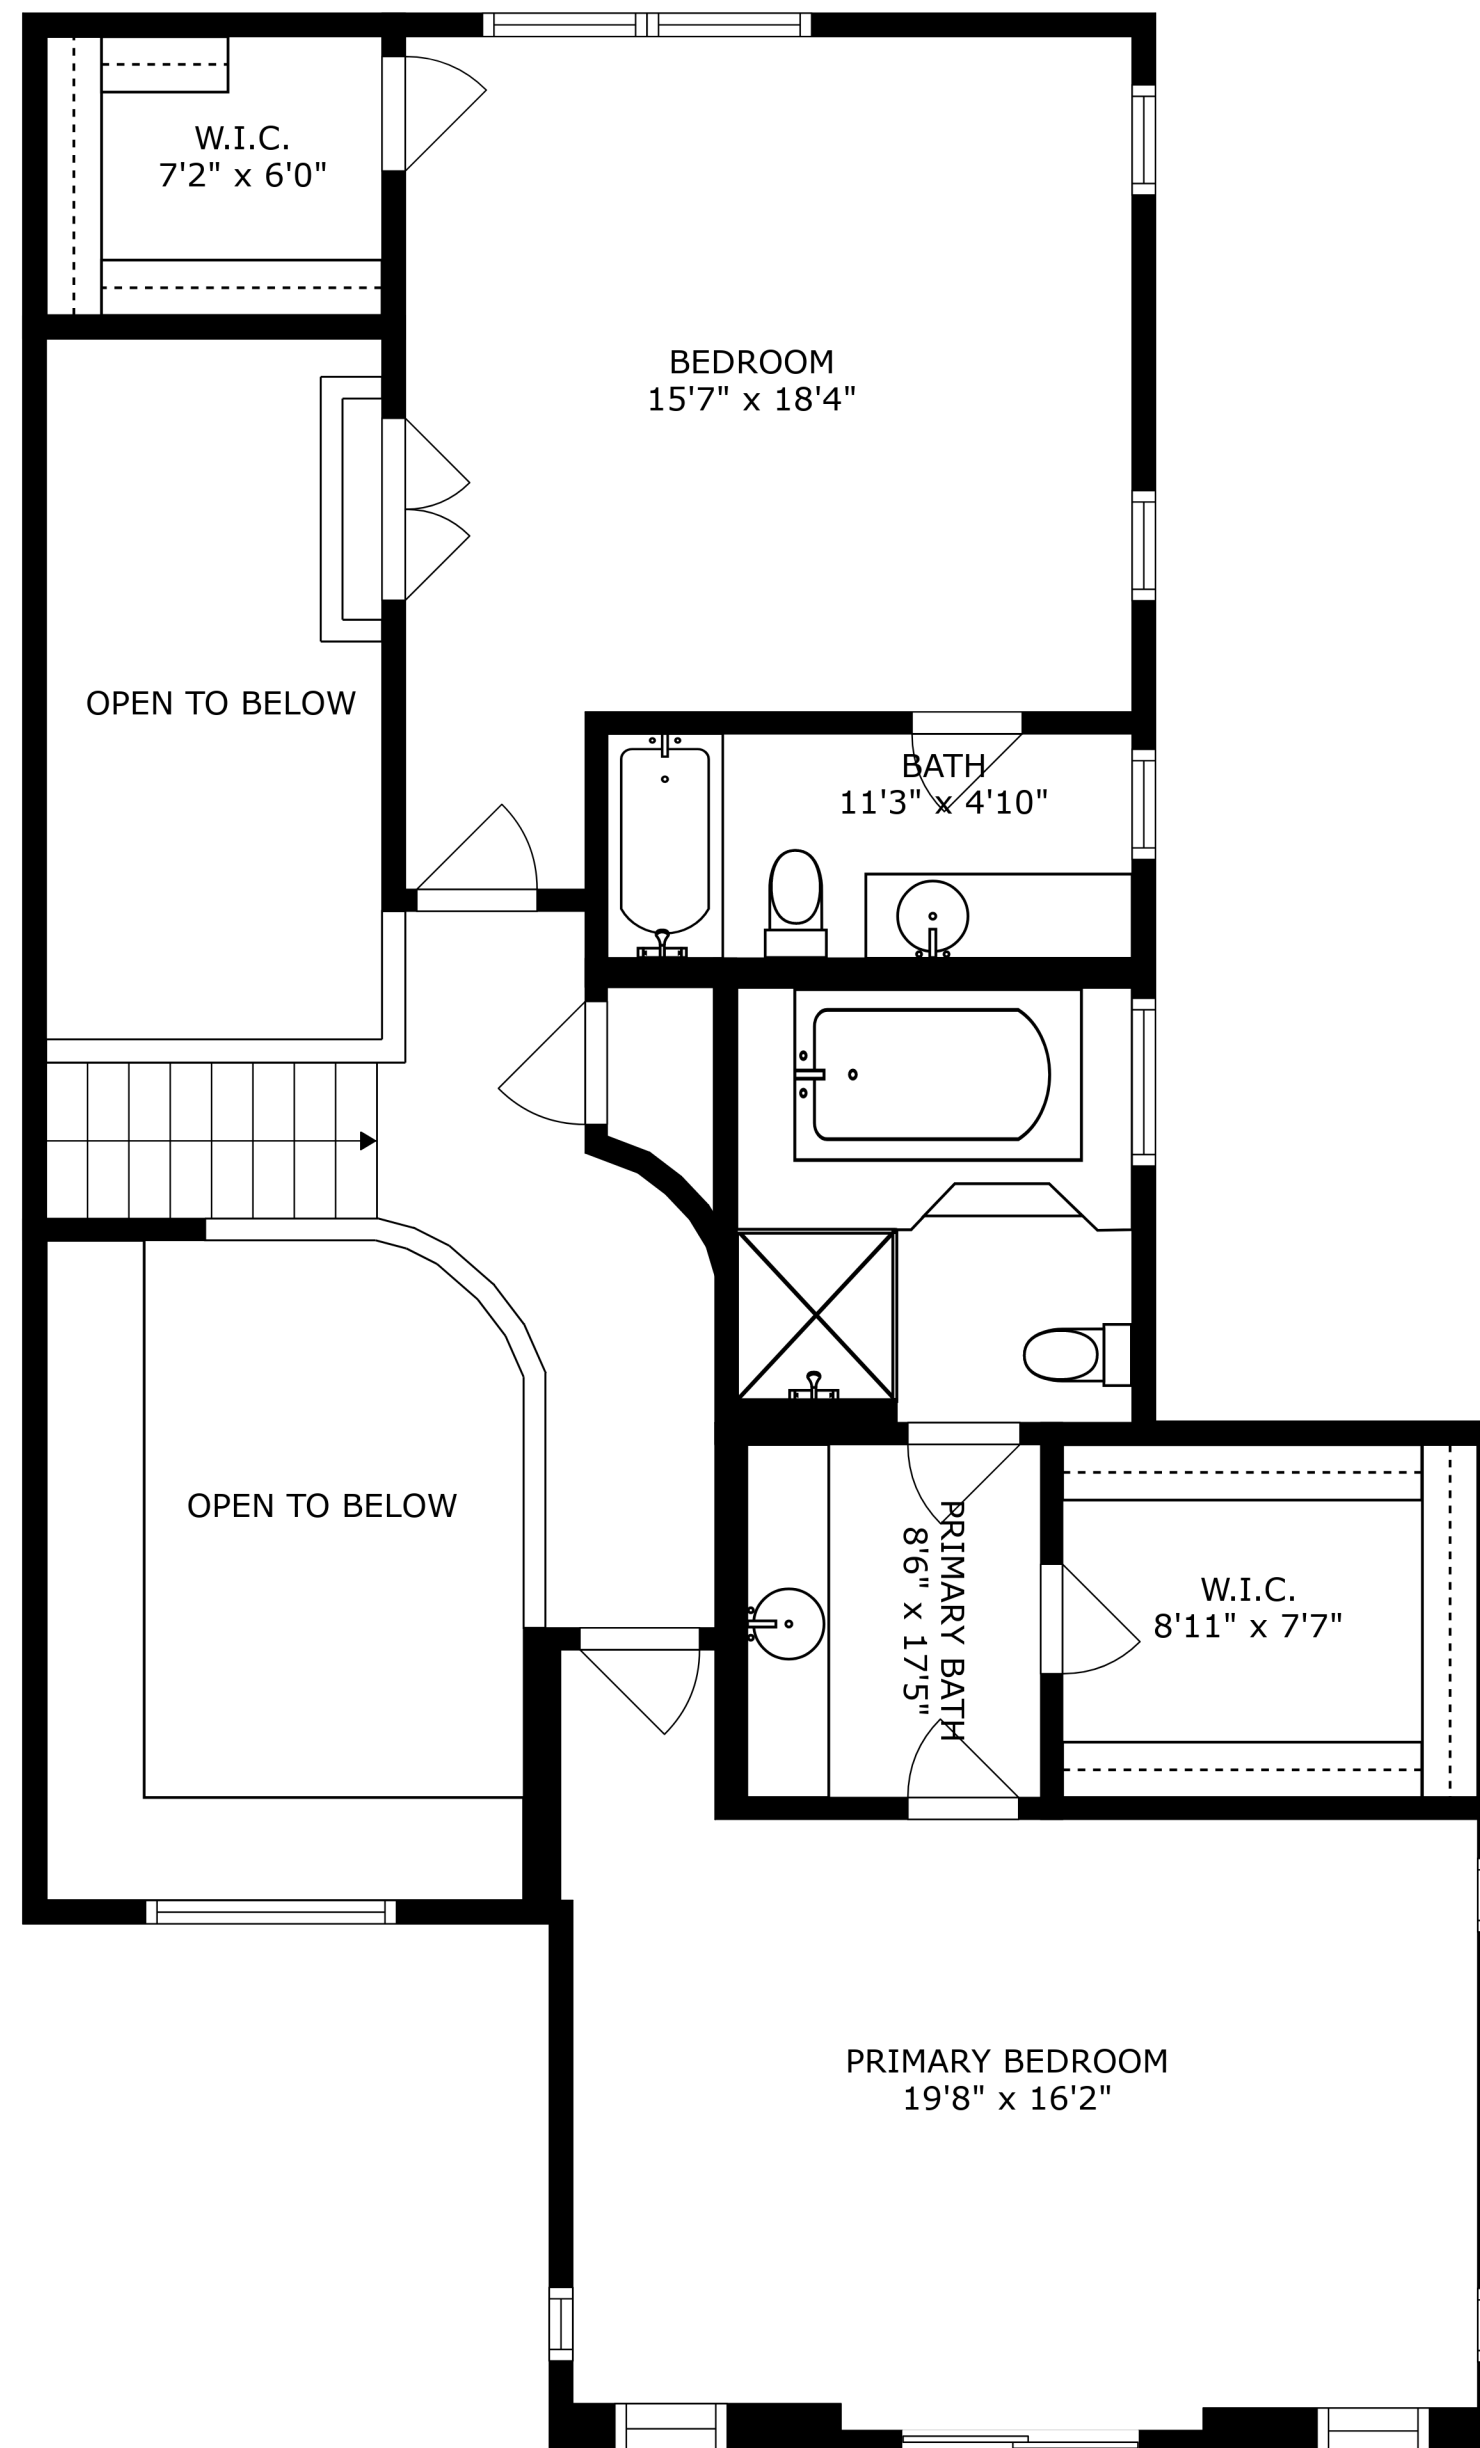 W.I.C.
7'2" x 6'0"
BEDROOM
15'7" x 18'4"
OPEN TO BELOW
BATH
11'3" x 4'10"
OPEN TO BELOW
PRIMARY BATH
8'6" x 17'5"
W.I.C.
8'11" x 7'7"
PRIMARY BEDROOM
19'8" x 16'2"